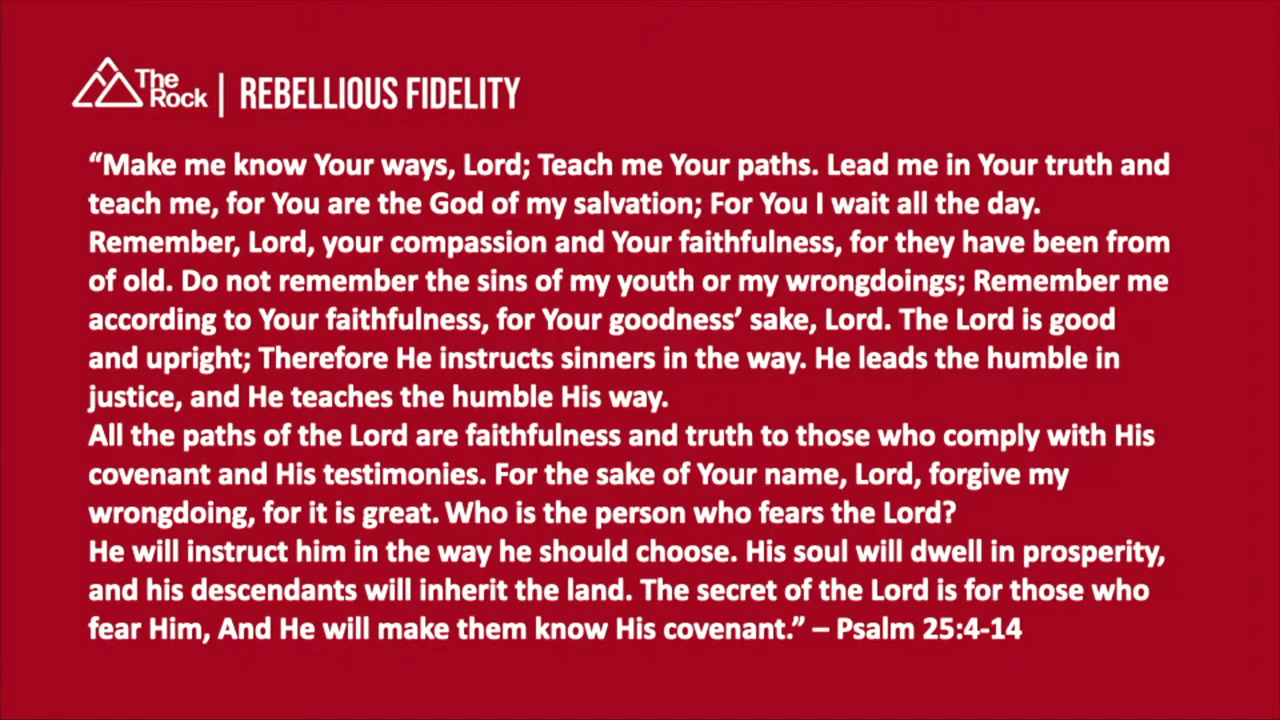 The
Rock | REBELLIOUS FIDELITY
“Make me know Your ways, Lord; Teach me Your paths. Lead me in Your truth and
teach me, for You are the God of my salvation; For You I wait all the day.
Remember, Lord, your compassion and Your faithfulness, for they have been from
of old. Do not remember the sins of my youth or my wrongdoings; Remember me
according to Your faithfulness, for Your goodness’ sake, Lord. The Lord is good
and upright; Therefore He instructs sinners in the way. He leads the humble in
justice, and He teaches the humble His way.
All the paths of the Lord are faithfulness and truth to those who comply with His
covenant and His testimonies. For the sake of Your name, Lord, forgive my
wrongdoing, for it is great. Who is the person who fears the Lord?
He will instruct him in the way he should choose. His soul will dwell in prosperity,
and his descendants will inherit the land. The secret of the Lord is for those who
fear Him, And He will make them know His covenant.” – Psalm 25:4-14